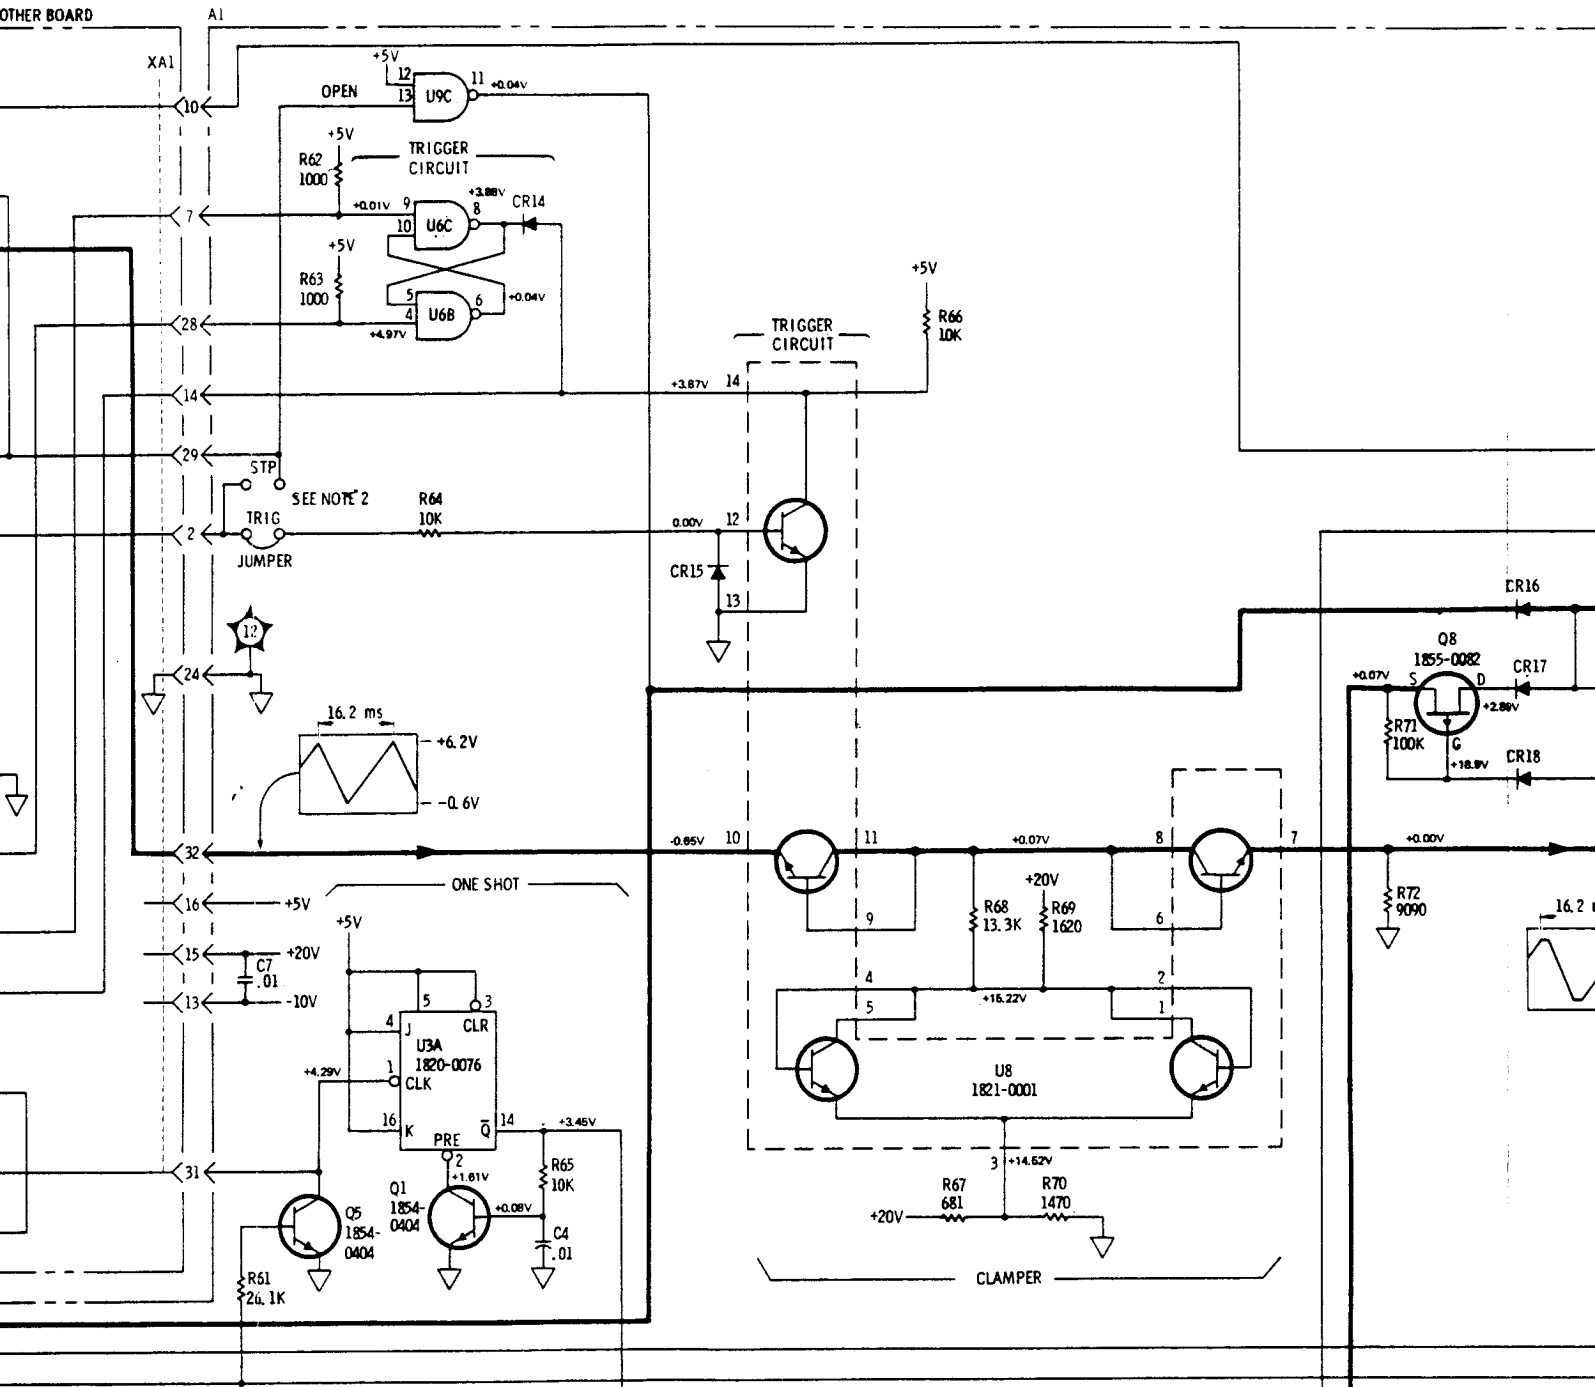 OTHER BOARD
A1
XA1
+5V
12
11
+0.04V
10
OPEN
13
U9C
+5V
TRIGGER
CIRCUIT
R62
1000
+3.88V
CR14
7
+0.01V
9
8
10
U6C
+5V
R63
1000
5
6
+0.04V
28
4
U6B
+4.97V
+5V
R66
10K
TRIGGER
CIRCUIT
14
+3.87V
14
29
STP
SEE NOTE 2
R64
10K
2
TRIG
JUMPER
0.00V
12
CR15
13
12
24
CR16
Q8
1855-0082
CR17
+0.07V
S
D
+2.89V
R71
100K
G
+18.9V
CR18
16.2 ms
+6.2V
-0.6V
32
-0.65V
10
11
+0.07V
8
7
+0.00V
ONE SHOT
16
+5V
+5V
9
R68
13.3K
+20V
R69
1620
6
R72
9090
16.2
15
+20V
C7
.01
13
-10V
5
3
CLR
4
J
U3A
1820-0076
+4.29V
1
CLK
16
K
Q̅
14
+3.45V
PRE
2
+1.61V
4
2
+15.22V
5
1
U8
1821-0001
31
Q5
1854-
0404
Q1
1854-
0404
R65
10K
+0.08V
C4
.01
3
+14.52V
R67
681
R70
1470
+20V
R61
26.1K
CLAMPER